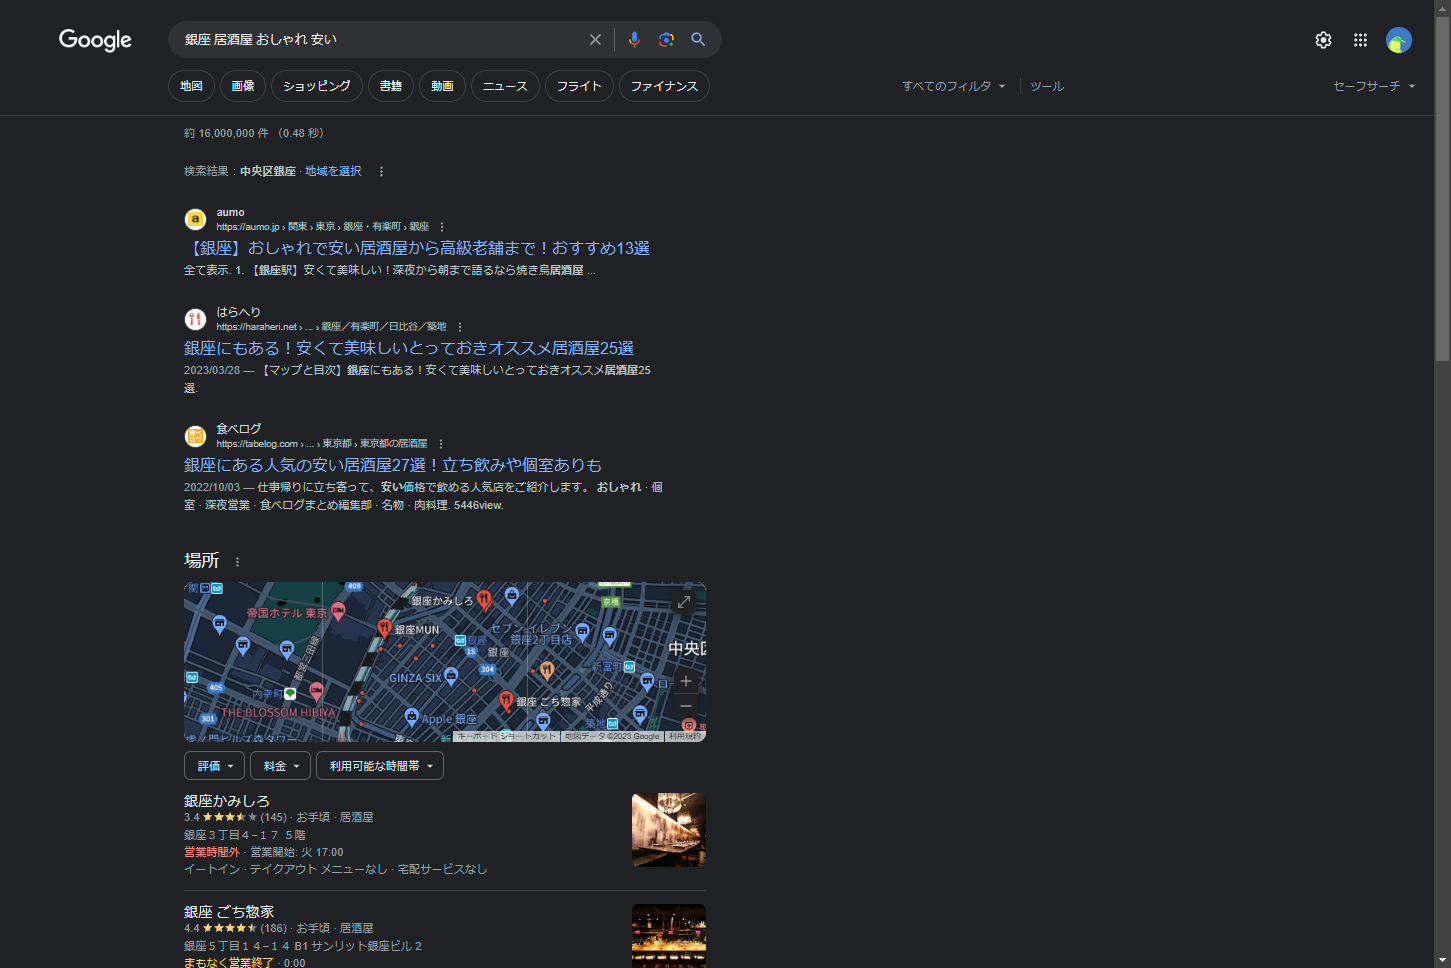 Google
銀座 居酒屋 おしゃれ 安い
地図 画像 ショッピング 書籍 動画 ニュース フライト ファイナンス すべてのフィルタ ツール セーフサーチ
約 16,000,000 件 （0.48 秒）
検索結果 : 中央区銀座 · 地域を選択
aumo
https://aumo.jp › 関東 › 東京 › 銀座・有楽町 › 銀座
【銀座】おしゃれで安い居酒屋から高級老舗まで！おすすめ13選
全て表示. 1. 【銀座駅】安くて美味しい！深夜から朝まで語るなら焼き鳥居酒屋 ...
はらへり
https://haraheri.net › ... › 銀座／有楽町／日比谷／築地
銀座にもある！安くて美味しいとっておきオススメ居酒屋25選
2023/03/28 — 【マップと目次】銀座にもある！安くて美味しいとっておきオススメ居酒屋25
選.
食べログ
https://tabelog.com › ... › 東京都 › 東京都の居酒屋
銀座にある人気の安い居酒屋27選！立ち飲みや個室ありも
2022/10/03 — 仕事帰りに立ち寄って、安い価格で飲める人気店をご紹介します。 おしゃれ · 個
室 · 深夜営業 · 食べログまとめ編集部 · 名物 · 肉料理. 5446view.
場所
409
銀座かみしろ
京橋
帝国ホテル 東京
銀座MUN
セブン-イレブン
銀座2丁目店
銀座
15
銀座
中央区
都営三田線
304
新富町
GINZA SIX
405
内幸町
平成通り
THE BLOSSOM HIBIYA
銀座 ごち惣家
301
Apple 銀座
築地
虎ノ門ヒルズ森タワー
キーボード ショートカット 地図データ ©2023 Google 利用規約
評価 料金 利用可能な時間帯
銀座かみしろ
3.4 (145) · お手頃 · 居酒屋
銀座３丁目４−１７ ５階
営業時間外 · 営業開始: 火 17:00
イートイン · テイクアウト メニューなし · 宅配サービスなし
銀座 ごち惣家
4.4 (186) · お手頃 · 居酒屋
銀座５丁目１４−１４ B1 サンリット銀座ビル２
まもなく営業終了 · 0:00